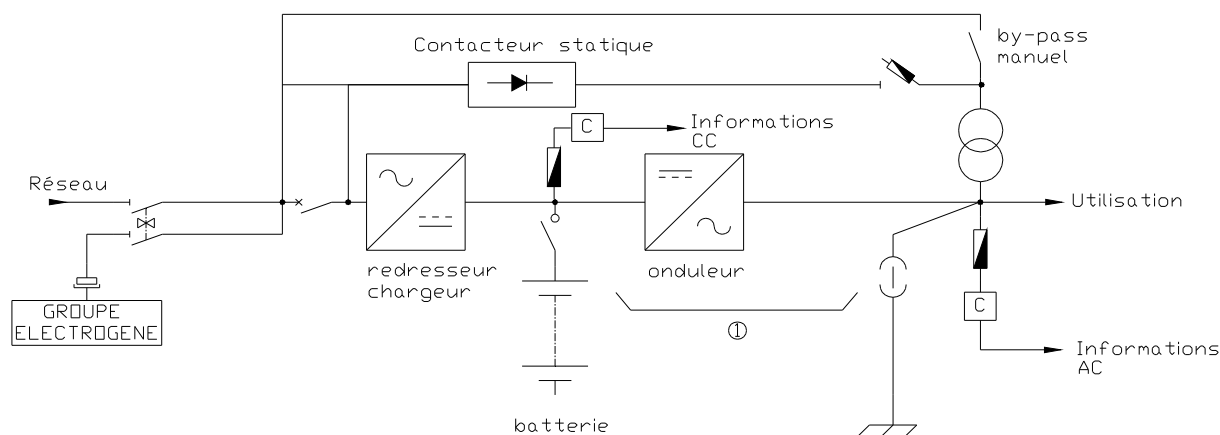 Contacteur statique
by-pass
manuel
C
Informations
CC
Réseau
Utilisation
redresseur
chargeur
onduleur
GROUPE
ELECTROGENE
C
1
Informations
AC
batterie